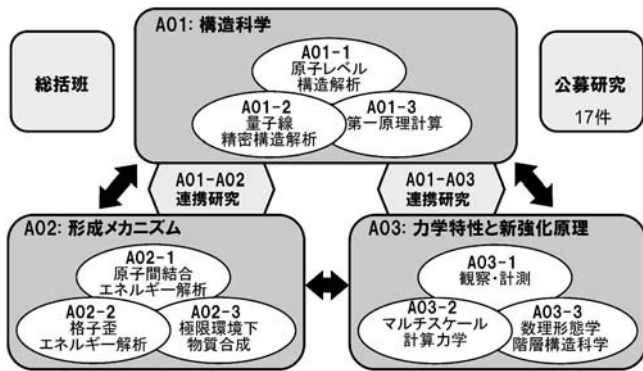 A01: 構造科学
A01-1
原子レベル
構造解析
A01-2
量子線
精密構造解析
A01-3
第一原理計算
総括班
公募研究
17件
A01-A02
連携研究
A01-A03
連携研究
A02: 形成メカニズム
A02-1
原子間結合
エネルギー解析
A02-2
格子歪
エネルギー解析
A02-3
極限環境下
物質合成
A03: 力学特性と新強化原理
A03-1
観察・計測
A03-2
マルチスケール
計算力学
A03-3
数理形態学
階層構造科学